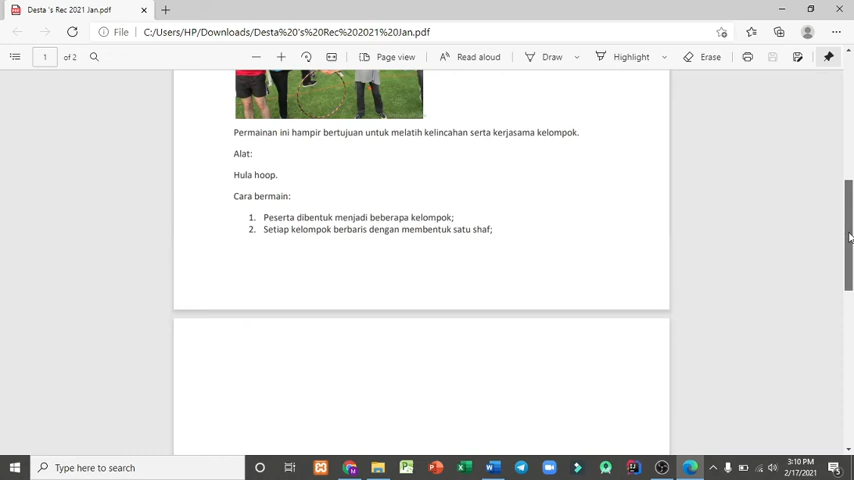 Desta 's Rec 2021 Jan.pdf
File C:/Users/HP/Downloads/Desta%20's%20Rec%202021%20Jan.pdf
1 of 2 Page view Read aloud Draw Highlight Erase
Permainan ini hampir bertujuan untuk melatih kelincahan serta kerjasama kelompok.
Alat:
Hula hoop.
Cara bermain:
1. Peserta dibentuk menjadi beberapa kelompok;
2. Setiap kelompok berbaris dengan membentuk satu shaf;
Type here to search
3:10 PM
2/17/2021
5